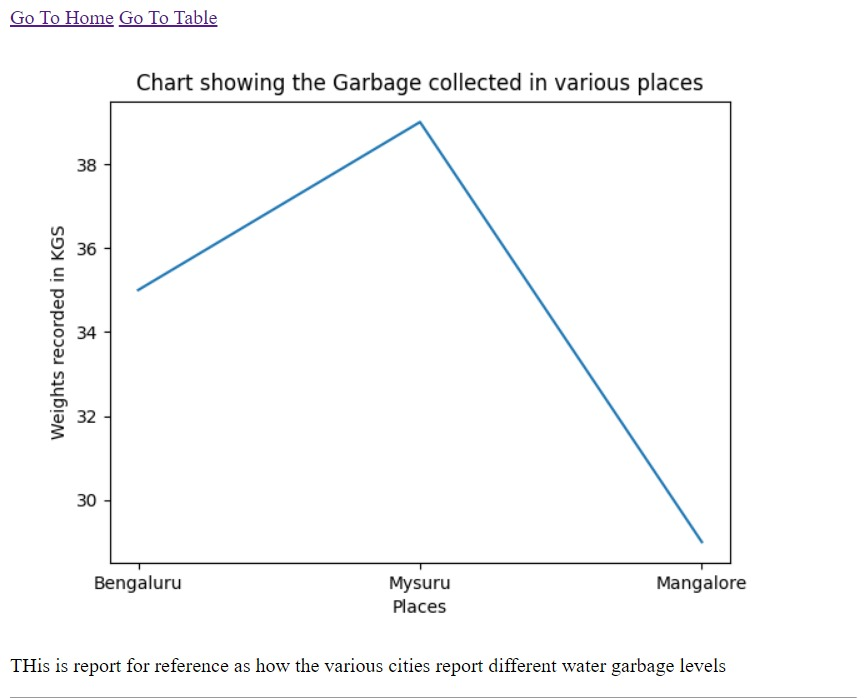 Go To Home Go To Table
Chart showing the Garbage collected in various places
38
36
34
32
30
Weights recorded in KGS
Bengaluru Mysuru Mangalore
Places
THis is report for reference as how the various cities report different water garbage levels